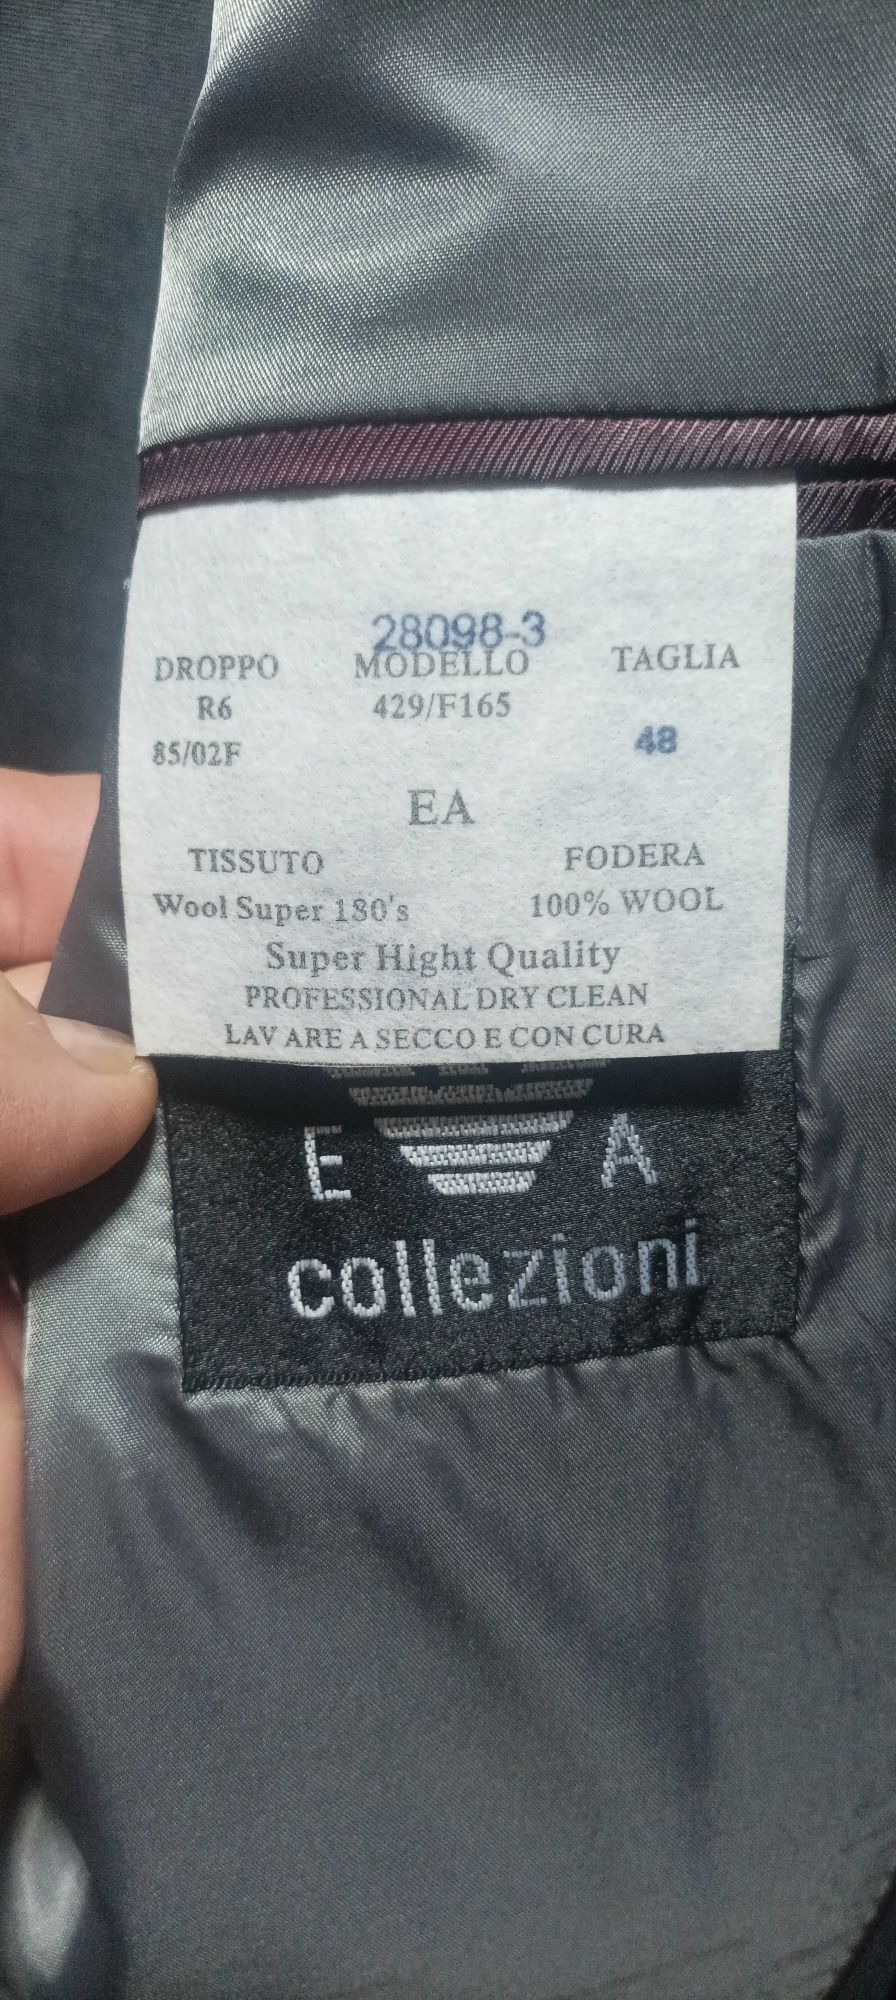 28098-3
DROPPO MODELLO TAGLIA
R6 429/F165
85/02F 48
EA
TISSUTO FODERA
Wool Super 180's 100% WOOL
Super Hight Quality
PROFESSIONAL DRY CLEAN
LAV ARE A SECCO E CON CURA
E A
collezioni